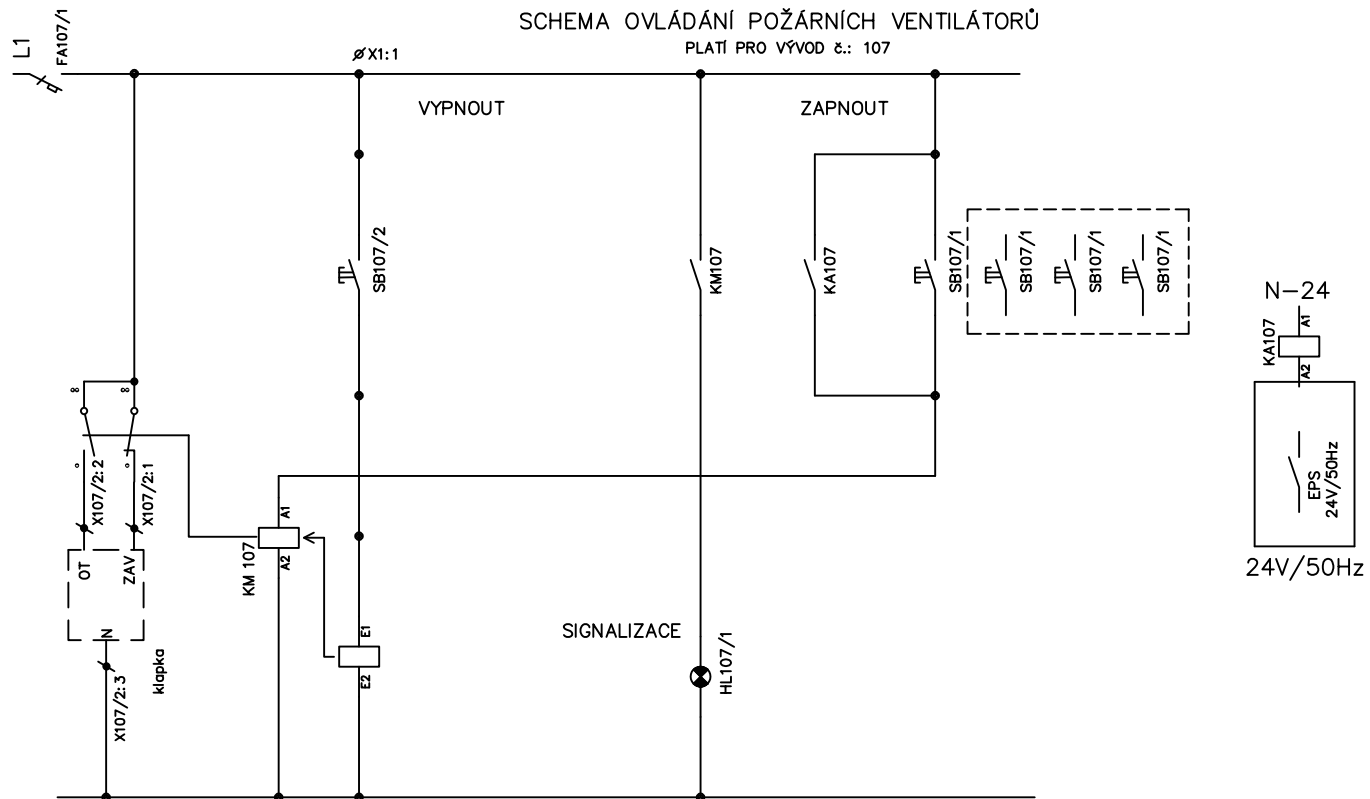 SCHEMA OVLÁDÁNÍ POŽÁRNÍCH VENTILÁTORŮ
PLATÍ PRO VÝVOD č.: 107
L1
FA107/1
X1:1
VYPNOUT
ZAPNOUT
SB107/2
KM107
KA107
SB107/1
SB107/1
SB107/1
SB107/1
N-24
KA107
A1
A2
EPS
24V/50Hz
24V/50Hz
X107/2:2
X107/2:1
OT
ZAV
N
klapka
X107/2:3
KM 107
A1
A2
E1
E2
SIGNALIZACE
HL107/1